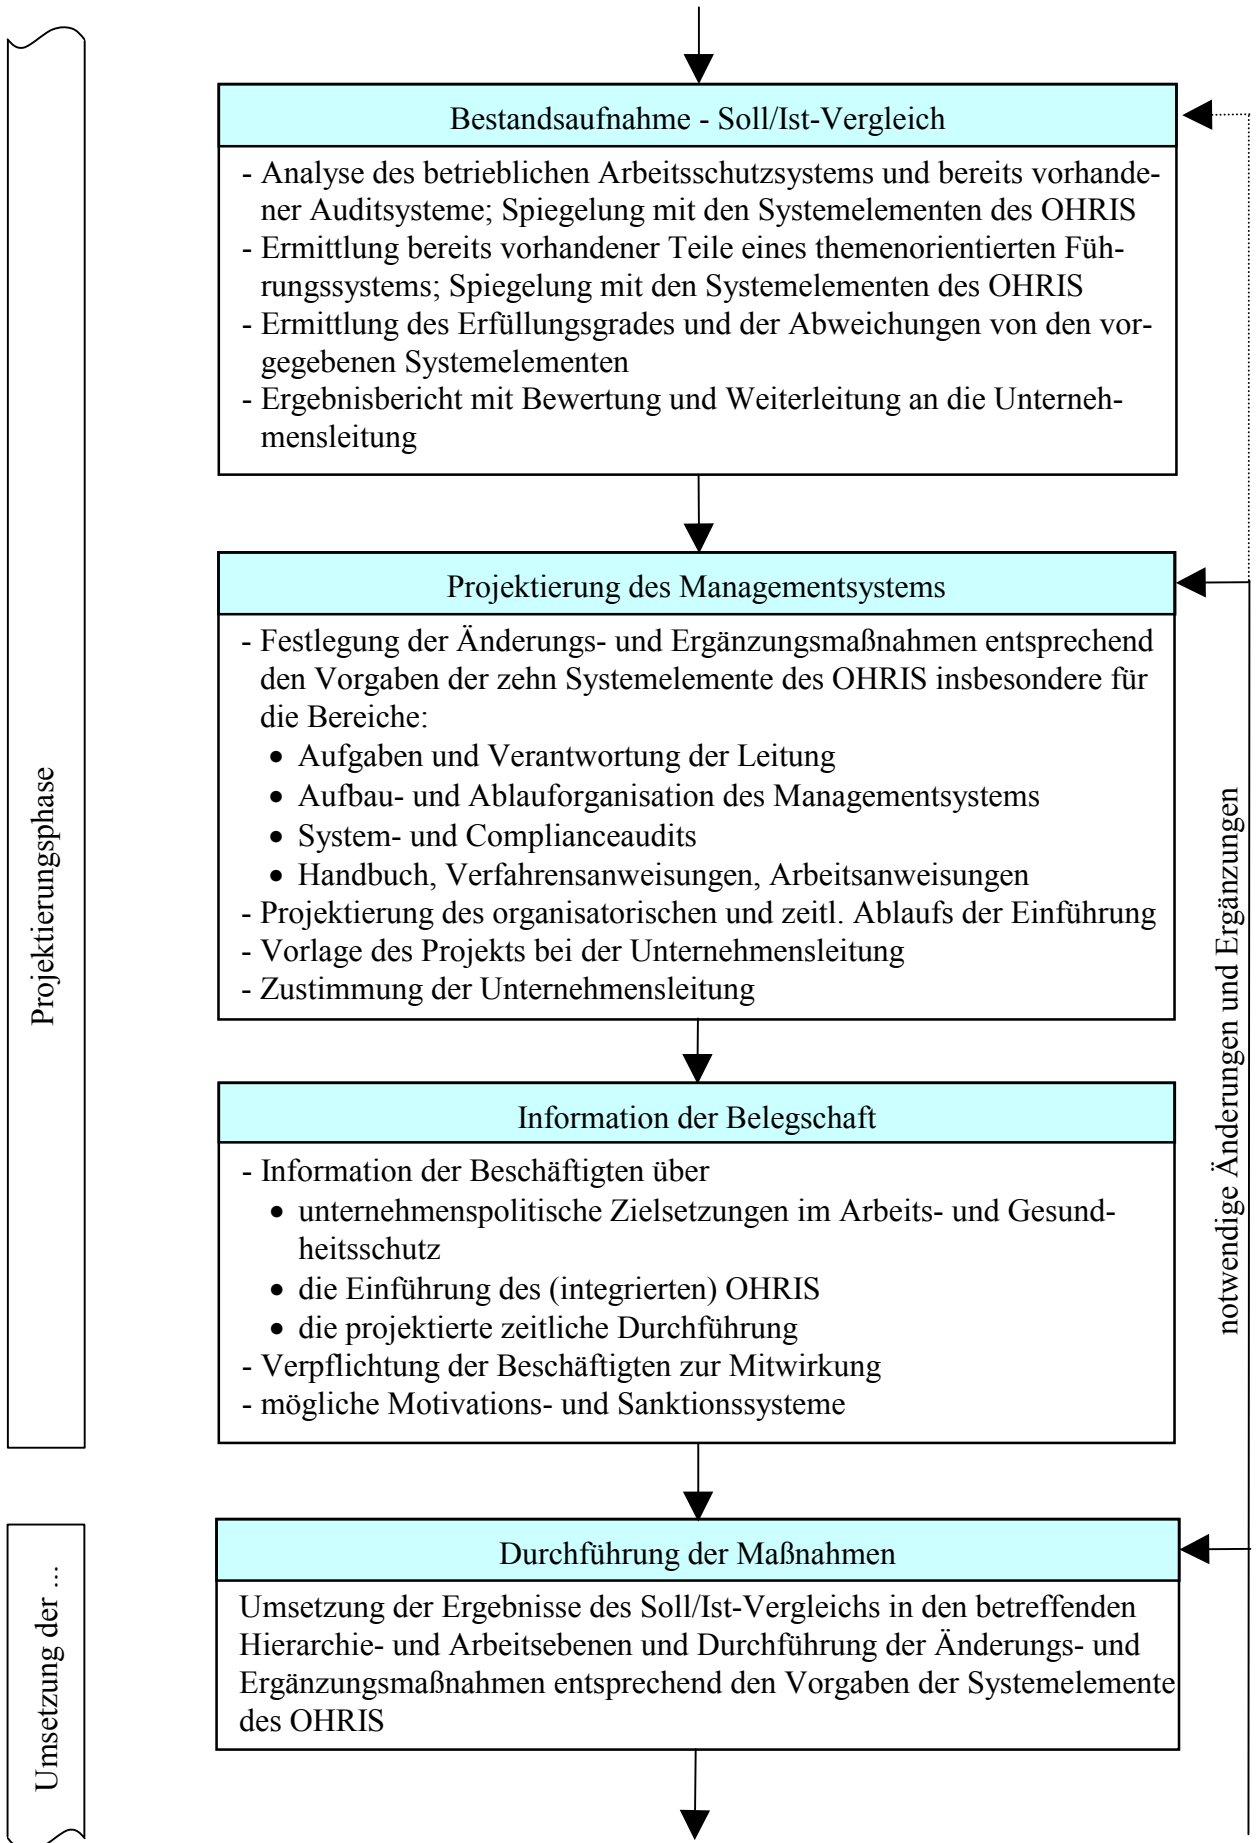 Bestandsaufnahme - Soll/Ist-Vergleich
- Analyse des betrieblichen Arbeitsschutzsystems und bereits vorhande-
ner Auditsysteme; Spiegelung mit den Systemelementen des OHRIS
- Ermittlung bereits vorhandener Teile eines themenorientierten Füh-
rungssystems; Spiegelung mit den Systemelementen des OHRIS
- Ermittlung des Erfüllungsgrades und der Abweichungen von den vor-
gegebenen Systemelementen
- Ergebnisbericht mit Bewertung und Weiterleitung an die Unterneh-
mensleitung
Projektierung des Managementsystems
- Festlegung der Änderungs- und Ergänzungsmaßnahmen entsprechend
den Vorgaben der zehn Systemelemente des OHRIS insbesondere für
die Bereiche:
• Aufgaben und Verantwortung der Leitung
• Aufbau- und Ablauforganisation des Managementsystems
• System- und Complianceaudits
• Handbuch, Verfahrensanweisungen, Arbeitsanweisungen
- Projektierung des organisatorischen und zeitl. Ablaufs der Einführung
- Vorlage des Projekts bei der Unternehmensleitung
- Zustimmung der Unternehmensleitung
Information der Belegschaft
- Information der Beschäftigten über
• unternehmenspolitische Zielsetzungen im Arbeits- und Gesund-
heitsschutz
• die Einführung des (integrierten) OHRIS
• die projektierte zeitliche Durchführung
- Verpflichtung der Beschäftigten zur Mitwirkung
- mögliche Motivations- und Sanktionssysteme
Durchführung der Maßnahmen
Umsetzung der Ergebnisse des Soll/Ist-Vergleichs in den betreffenden
Hierarchie- und Arbeitsebenen und Durchführung der Änderungs- und
Ergänzungsmaßnahmen entsprechend den Vorgaben der Systemelemente
des OHRIS
Projektierungsphase
Umsetzung der ...
notwendige Änderungen und Ergänzungen